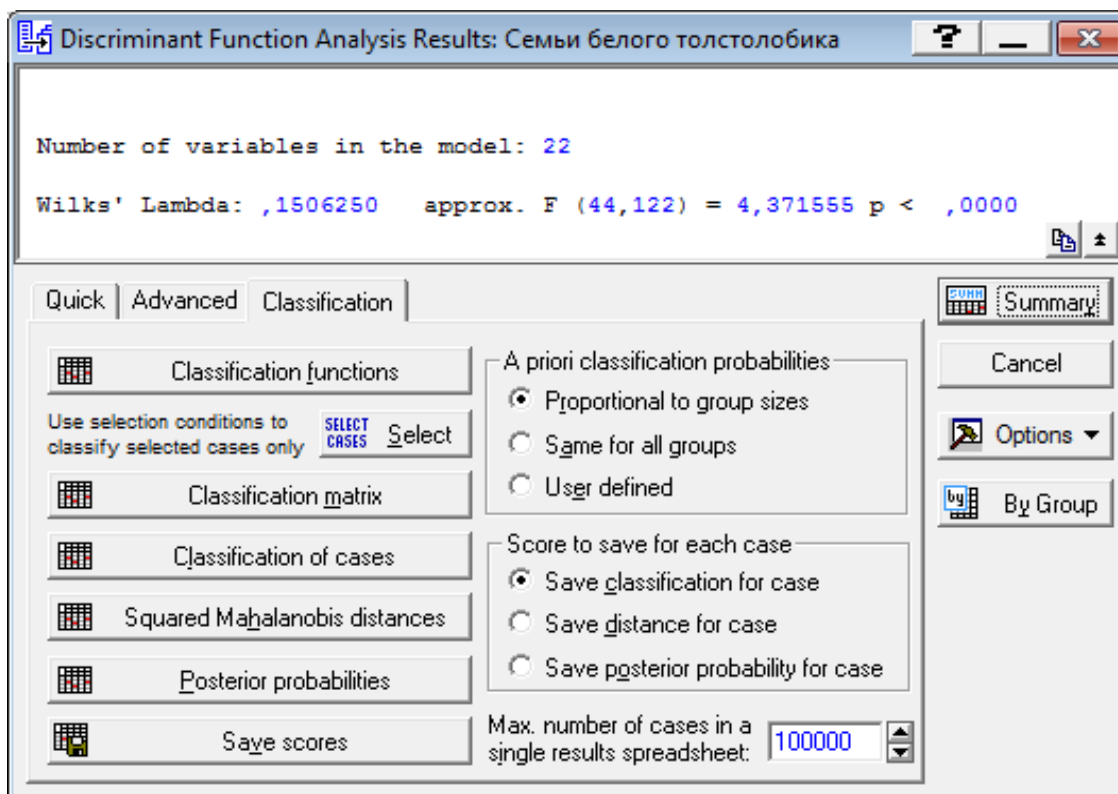 Discriminant Function Analysis Results: Семьи белого толстолобика
Number of variables in the model: 22
Wilks' Lambda: ,1506250 approx. F (44,122) = 4,371555 p < ,0000
Quick Advanced Classification
Classification functions
Use selection conditions to
classify selected cases only
SELECT
CASES
Select
Classification matrix
Classification of cases
Squared Mahalanobis distances
Posterior probabilities
Save scores
A priori classification probabilities
Proportional to group sizes
Same for all groups
User defined
Score to save for each case
Save classification for case
Save distance for case
Save posterior probability for case
Max. number of cases in a
single results spreadsheet:
100000
SUMM
Summary
Cancel
Options
by
By Group